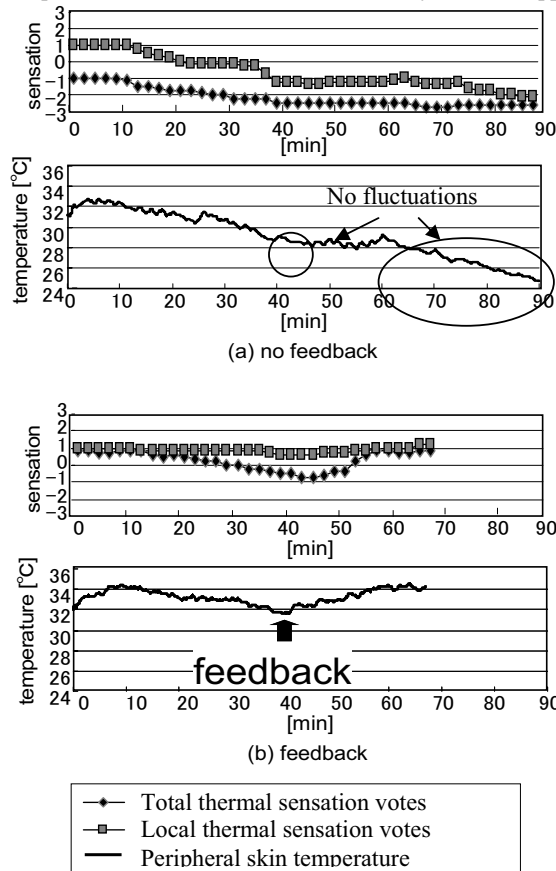 3
2
1
0
−1
−2
−3
sensation
0 10 20 30 40 50 60 70 80 90
[min]
36
34
32
30
28
26
24
temperature [°C]
No fluctuations
0 10 20 30 40 50 60 70 80 90
[min]
(a) no feedback
3
2
1
0
−1
−2
−3
sensation
0 10 20 30 40 50 60 70 80 90
[min]
36
34
32
30
28
26
24
temperature [°C]
feedback
0 10 20 30 40 50 60 70 80 90
[min]
(b) feedback
Total thermal sensation votes
Local thermal sensation votes
Peripheral skin temperature